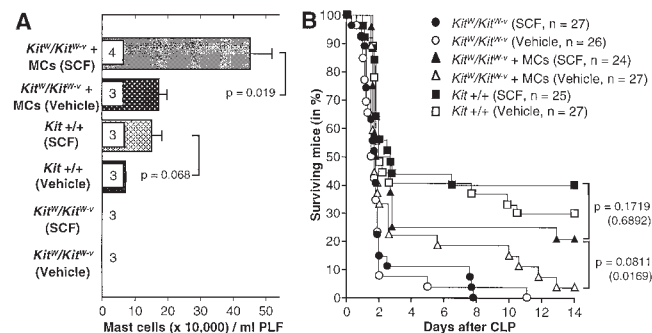 A
Kit^W/Kit^W-v +
MCs (SCF)
4
p = 0.019
Kit^W/Kit^W-v +
MCs (Vehicle)
3
Kit +/+
(SCF)
3
p = 0.068
Kit +/+
(Vehicle)
3
Kit^W/Kit^W-v
(SCF)
3
Kit^W/Kit^W-v
(Vehicle)
3
0 10 20 30 40 50
Mast cells (x 10,000) / ml PLF
B
Kit^W/Kit^W-v (SCF, n = 27)
Kit^W/Kit^W-v (Vehicle, n = 26)
Kit^W/Kit^W-v + MCs (SCF, n = 24)
Kit^W/Kit^W-v + MCs (Vehicle, n = 27)
Kit +/+ (SCF, n = 25)
Kit +/+ (Vehicle, n = 27)
Surviving mice (in %)
100
90
80
70
60
50
40
30
20
10
0
p = 0.1719
(0.6892)
p = 0.0811
(0.0169)
0 2 4 6 8 10 12 14
Days after CLP